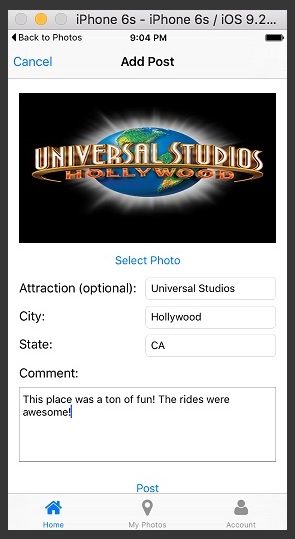 iPhone 6s - iPhone 6s / iOS 9.2...
Back to Photos 9:04 PM
Cancel Add Post
UNIVERSAL STUDIOS
HOLLYWOOD
Select Photo
Attraction (optional): Universal Studios
City: Hollywood
State: CA
Comment:
This place was a ton of fun! The rides were
awesome!
Post
Home My Photos Account